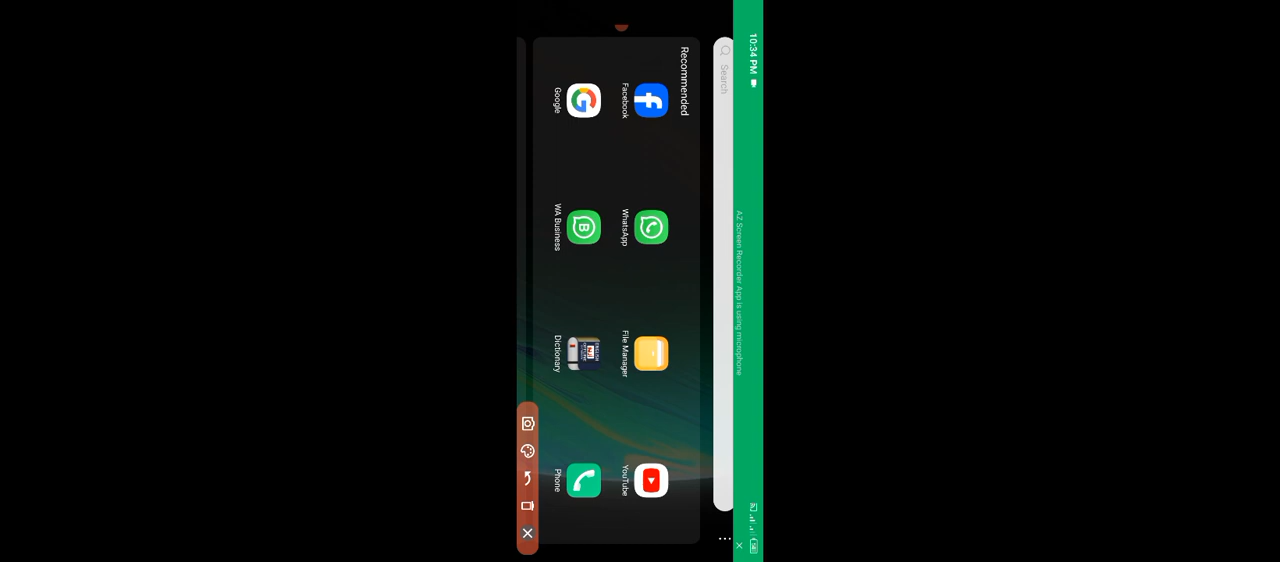 10:34 PM
AZ Screen Recorder App is using microphone
Search
Recommended
Facebook
WhatsApp
File Manager
YouTube
Google
WA Business
Dictionary
Phone